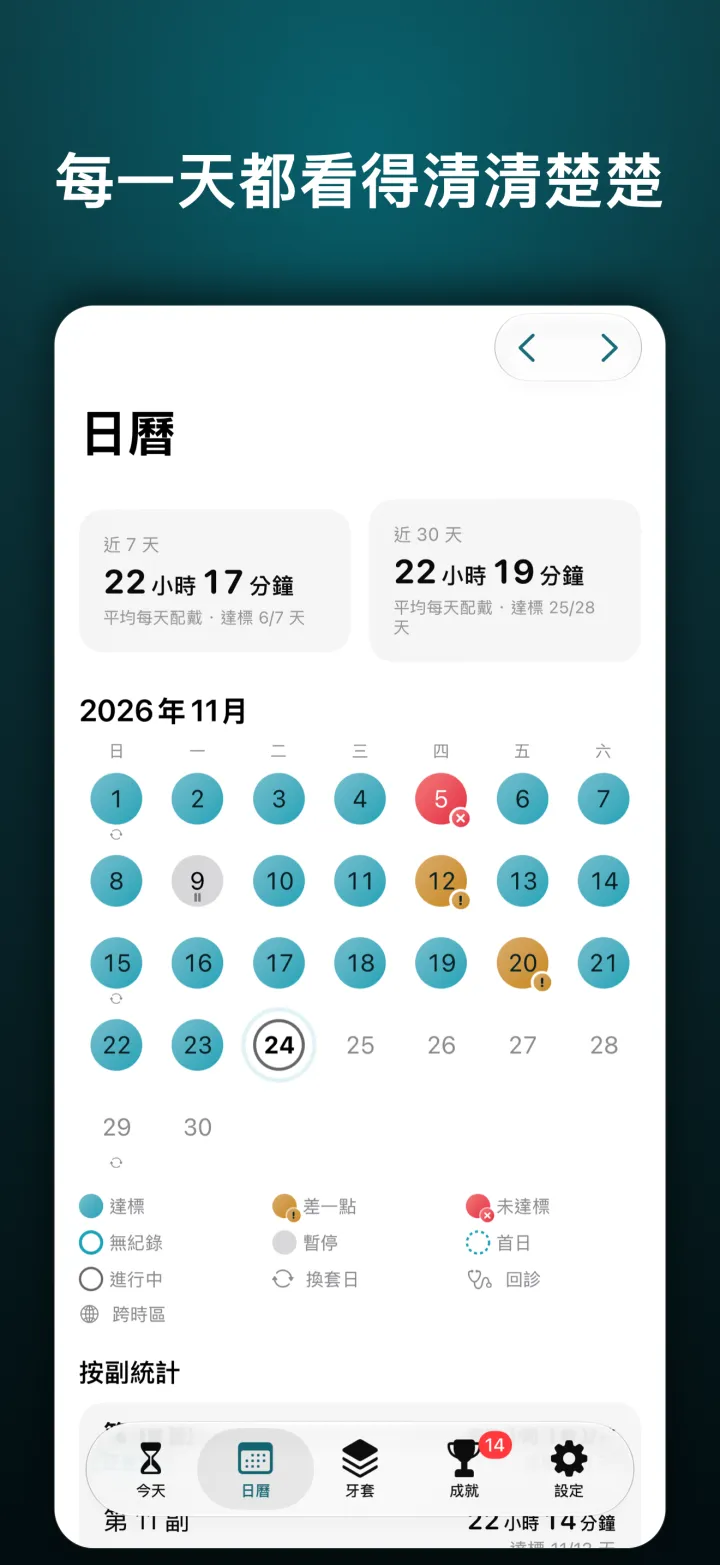 每一天都看得清清楚楚
日曆
近 7 天
22 小時 17 分鐘
平均每天配戴 · 達標 6/7 天
近 30 天
22 小時 19 分鐘
平均每天配戴 · 達標 25/28
天
2026年 11月
日 一 二 三 四 五 六
1 2 3 4 5 6 7
8 9 10 11 12 13 14
15 16 17 18 19 20 21
22 23 24 25 26 27 28
29 30
達標 差一點 未達標
無紀錄 暫停 首日
進行中 換套日 回診
跨時區
按副統計
14
今天 日曆 牙套 成就 設定
第 11 副 22 小時 14 分鐘